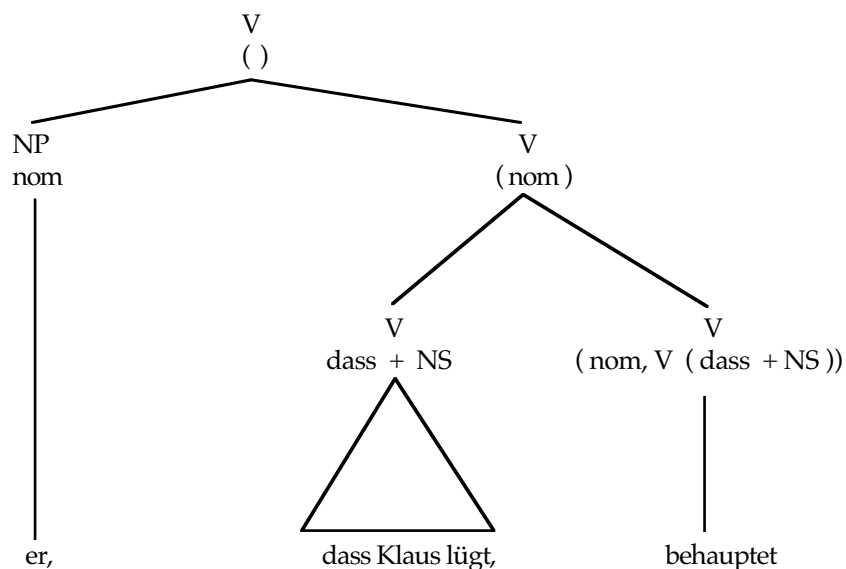 V
( )
NP
nom
V
( nom )
V
dass + NS
V
( nom, V ( dass + NS ))
er,
dass Klaus lügt,
behauptet